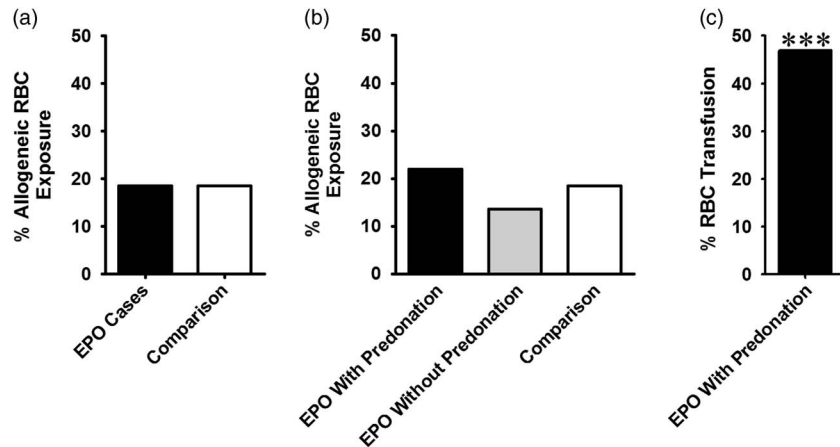 (a)
50
40
30
20
10
0
% Allogeneic RBC
Exposure
EPO Cases
Comparison
(b)
50
40
30
20
10
0
% Allogeneic RBC
Exposure
EPO With Predonation
EPO Without Predonation
Comparison
(c)
50
40
30
20
10
0
% RBC Transfusion
***
EPO With Predonation